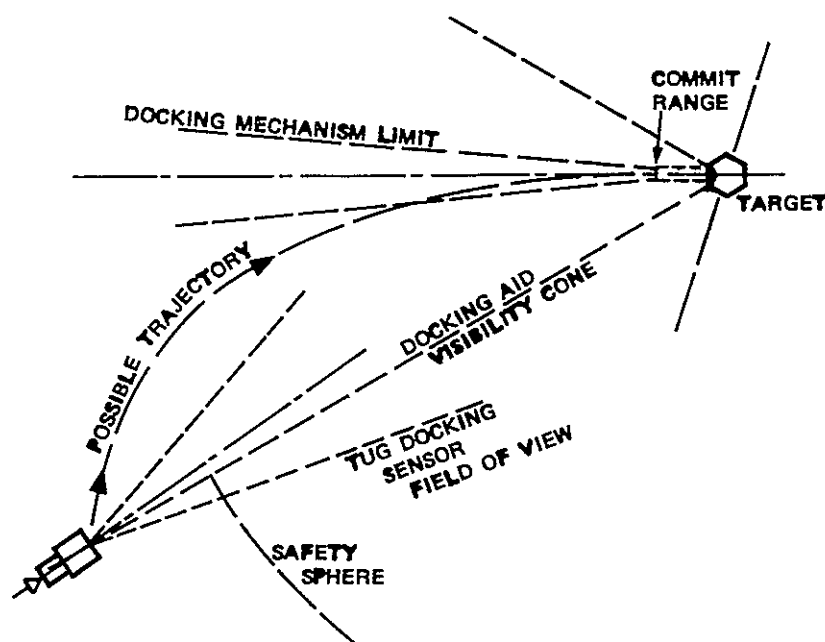 COMMIT
RANGE
DOCKING MECHANISM LIMIT
TARGET
POSSIBLE TRAJECTORY
DOCKING AID
VISIBILITY CONE
TUG DOCKING
SENSOR
FIELD OF VIEW
SAFETY
SPHERE